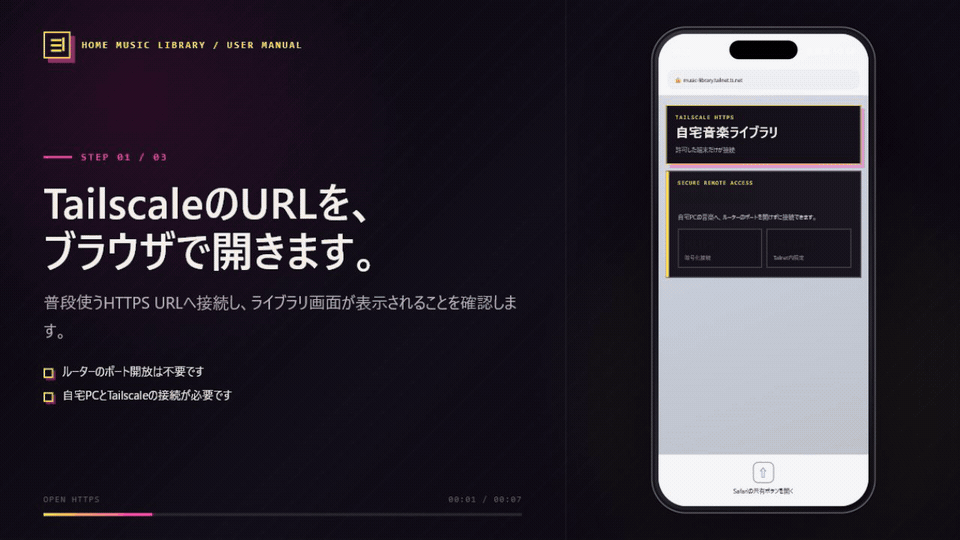 HOME MUSIC LIBRARY / USER MANUAL
STEP 01 / 03
TailscaleのURLを、
ブラウザで開きます。
普段使うHTTPS URLへ接続し、ライブラリ画面が表示されることを確認しま
す。
ルーターのポート開放は不要です
自宅PCとTailscaleの接続が必要です
OPEN HTTPS
00:01 / 00:07
music-library.tailnet.ts.net
TAILSCALE HTTPS
自宅音楽ライブラリ
許可した端末だけが接続
SECURE REMOTE ACCESS
自宅PCの音楽へ、ルーターのポートを開けずに接続できます。
暗号化接続
Tailnet内限定
Safariの共有ボタンを開く